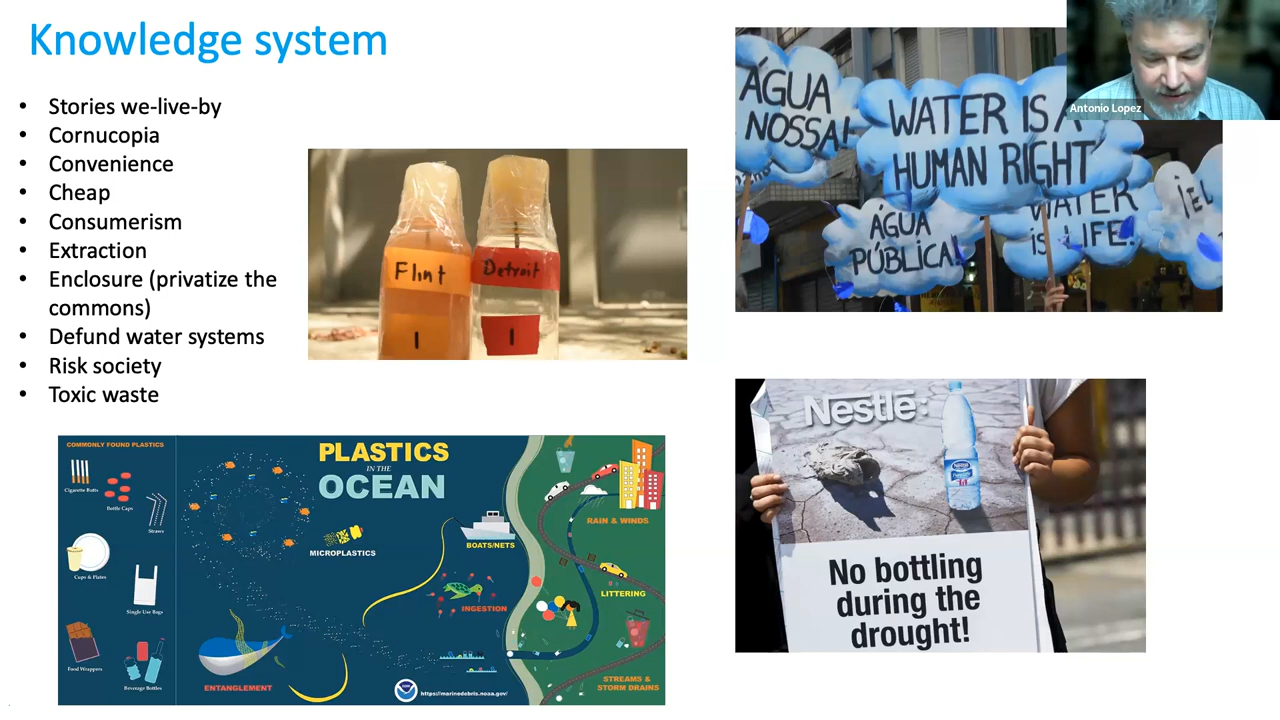 Knowledge system
• Stories we-live-by
• Cornucopia
• Convenience
• Cheap
• Consumerism
• Extraction
• Enclosure (privatize the
commons)
• Defund water systems
• Risk society
• Toxic waste
Flint
1
Detroit
1
ÁGUA
NOSSA!
WATER IS A
HUMAN RIGHT
ÁGUA
PÚBLICA!
WATER
iS LIFE!
¡EL
Antonio Lopez
COMMONLY FOUND PLASTICS
Cigarette Butts
Bottle Caps
Straws
Cups & Plates
Single Use Bags
Food Wrappers
Beverage Bottles
PLASTICS
IN THE
OCEAN
MICROPLASTICS
BOATS/NETS
INGESTION
ENTANGLEMENT
https://marinedebris.noaa.gov/
RAIN & WINDS
LITTERING
STREAMS &
STORM DRAINS
Nestlé:
Nestlé
No bottling
during the
drought!